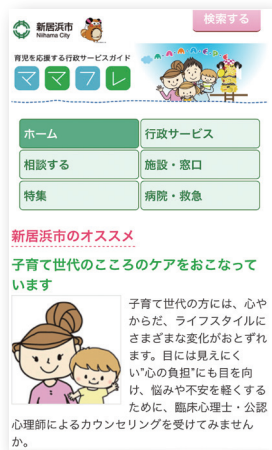 検索する
新居浜市
Niihama City
育児を応援する行政サービスガイド
ママフレ
MAMAFRE
ホーム
行政サービス
相談する
施設・窓口
特集
病院・救急
新居浜市のオススメ
子育て世代のこころのケアをおこなって
います
子育て世代の方には、心や
からだ、ライフスタイルに
さまざまな変化がおとずれ
ます。目には見えにく
い“心の負担”にも目を向
け、悩みや不安を軽くする
ために、臨床心理士・公認
心理師によるカウンセリングを受けてみません
か。